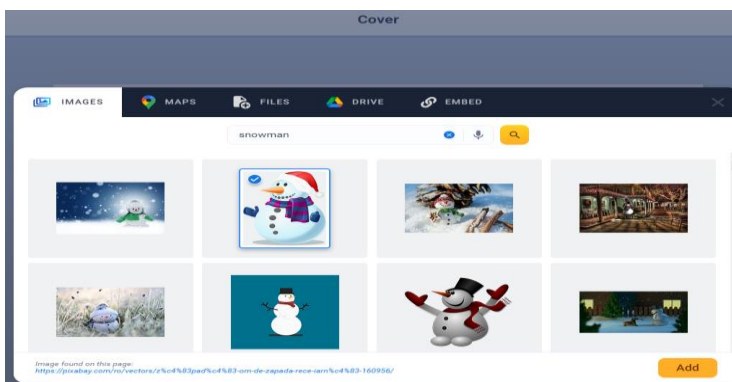 Cover
IMAGES MAPS FILES DRIVE EMBED
snowman
Image found on this page:
https://pixabay.com/ro/vectors/z%c4%83pad%c4%83-om-de-zapada-rece-iarn%c4%83-160956/
Add